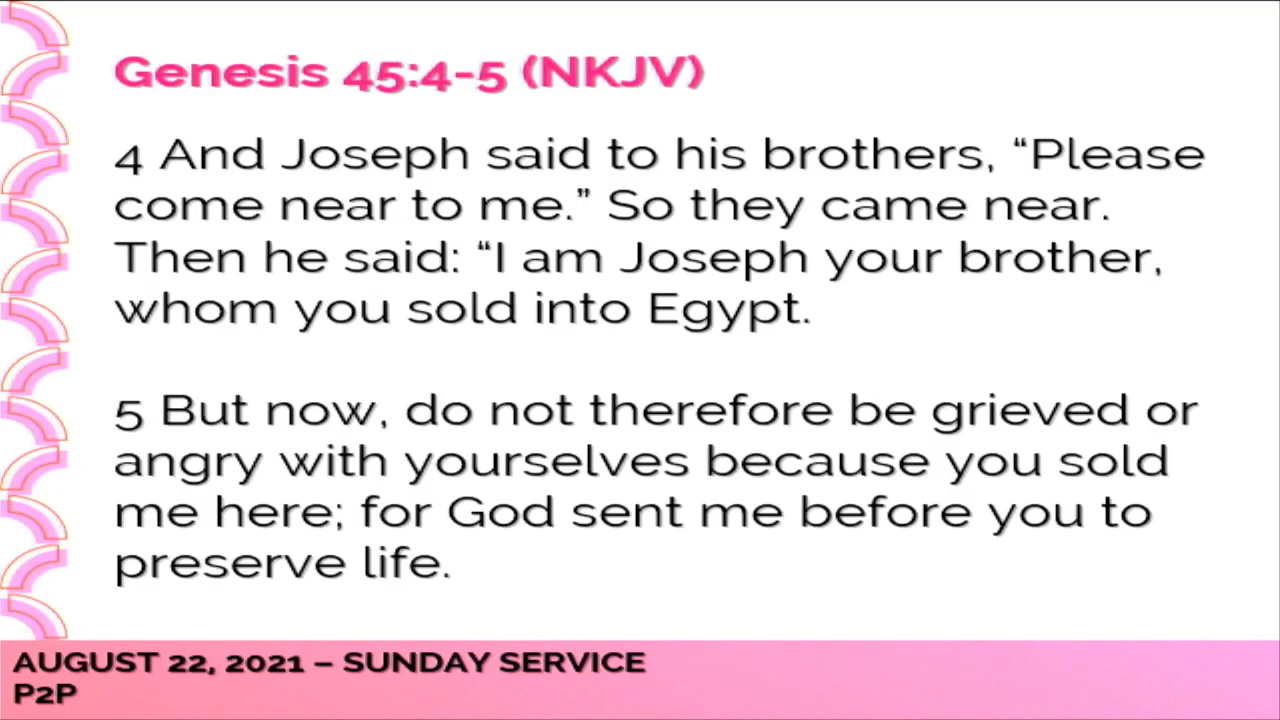 Genesis 45:4-5 (NKJV)
4 And Joseph said to his brothers, “Please
come near to me.” So they came near.
Then he said: “I am Joseph your brother,
whom you sold into Egypt.
5 But now, do not therefore be grieved or
angry with yourselves because you sold
me here; for God sent me before you to
preserve life.
AUGUST 22, 2021 – SUNDAY SERVICE
P2P